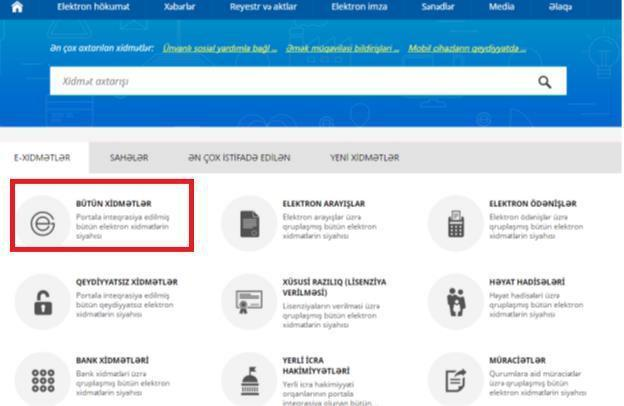 Elektron hökumət Xəbərlər Reyestr və aktlar Elektron imza Sənədlər Media Əlaqə
Ən çox axtarılan xidmətlər: Ünvanlı sosial yardımla bağl ... Əmək müqaviləsi bildirişləri ... Mobil cihazların qeydiyyatda ...
Xidmət axtarışı
E-XİDMƏTLƏR SAHƏLƏR ƏN ÇOX İSTİFADƏ EDİLƏN YENİ XİDMƏTLƏR
BÜTÜN XİDMƏTLƏR
Portala inteqrasiya edilmiş
bütün elektron xidmətlərin
siyahısı
ELEKTRON ARAYIŞLAR
Elektron arayışlar üzrə
qruplaşmış bütün elektron
xidmətlərin siyahısı
ELEKTRON ÖDƏNİŞLƏR
Elektron ödənişlər üzrə
qruplaşmış bütün elektron
xidmətlərin siyahısı
QEYDİYYATSIZ XİDMƏTLƏR
Portala inteqrasiya edilmiş
bütün qeydiyyatsız elektron
xidmətlərin siyahısı
XÜSUSİ RAZILIQ (LİSENZİYA
VERİLMƏSİ)
Lisenziyaların verilməsi üzrə
qruplaşmış bütün elektron
xidmətlərin siyahısı
HƏYAT HADİSƏLƏRİ
Həyat hadisələri üzrə
qruplaşmış bütün elektron
xidmətlərin siyahısı
BANK XİDMƏTLƏRİ
Bank xidmətləri üzrə
qruplaşmış bütün elektron
xidmətlərin siyahısı
YERLİ İCRA
HAKİMİYYƏTLƏRİ
Yerli icra hakimiyyəti
orqanlarının portala
inteqrasiya olunan bütün...
MÜRACİƏTLƏR
Qurumlara aid müraciətlər
üzrə qruplaşmış bütün
elektron xidmətlərin siyahısı